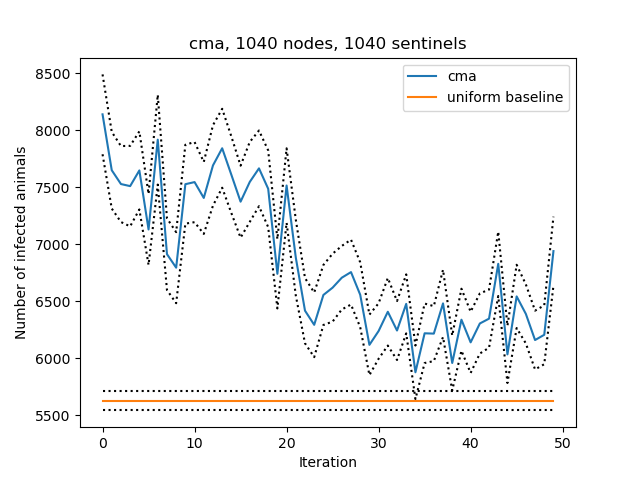 cma, 1040 nodes, 1040 sentinels
cma
uniform baseline
8500
8000
7500
7000
6500
6000
5500
Number of infected animals
0 10 20 30 40 50
Iteration